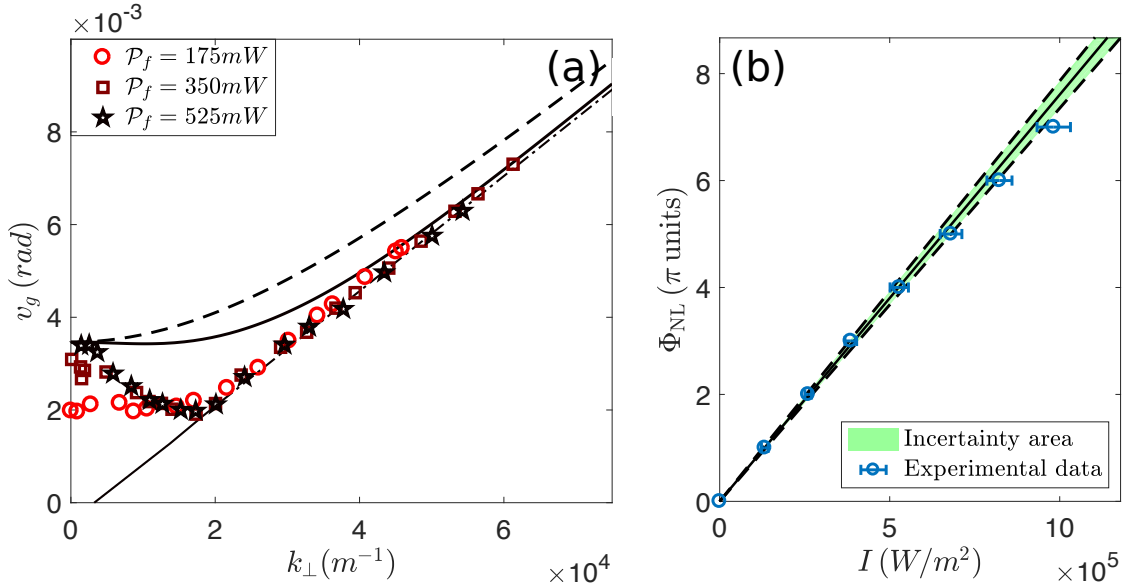 ×10⁻³
(a)
𝒫_f = 175mW
𝒫_f = 350mW
𝒫_f = 525mW
v_g (rad)
8
6
4
2
0
0 2 4 6
k_⊥(m⁻¹)
×10⁴
(b)
Φ_NL (π units)
8
6
4
2
0
Incertainty area
Experimental data
0 5 10
I (W/m²)
×10⁵